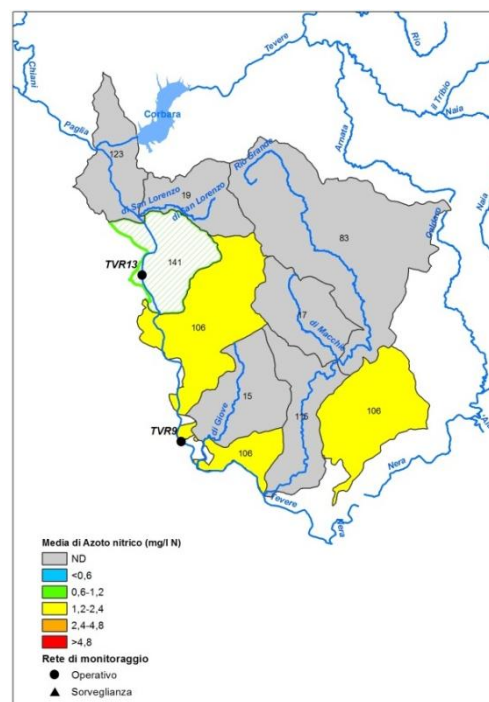 Tevere
Rio
Il Tribio
Naia
Chiani
Paglia
Corbara
Arnata
123
Rio Grande
19
di San Lorenzo
di San Lorenzo
Naia
83
TVR13
141
106
17
di Macchie
15
di Giove
106
TVR9
106
Nera
Tevere
Nera
Media di Azoto nitrico (mg/l N)
ND
<0,6
0,6-1,2
1,2-2,4
2,4-4,8
>4,8
Rete di monitoraggio
Operativo
Sorveglianza